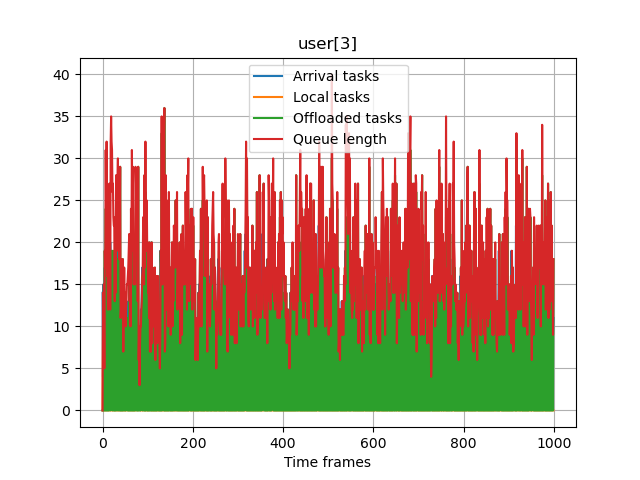 user[3]
Arrival tasks
Local tasks
Offloaded tasks
Queue length
40
35
30
25
20
15
10
5
0
0 200 400 600 800 1000
Time frames